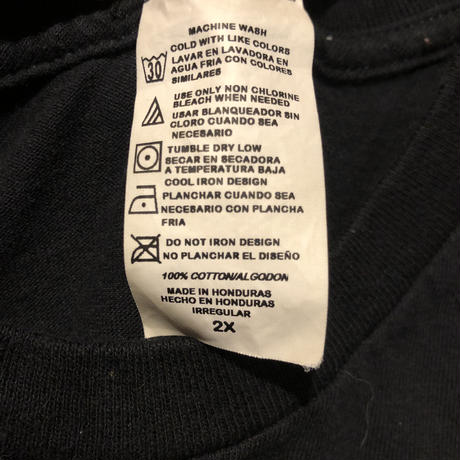 MACHINE WASH
COLD WITH LIKE COLORS
LAVAR EN LAVADORA EN
AGUA FRIA CON COLORES
SIMILARES
30
USE ONLY NON CHLORINE
BLEACH WHEN NEEDED
USAR BLANQUEADOR SIN
CLORO CUANDO SEA
NECESARIO
TUMBLE DRY LOW
SECAR EN SECADORA
A TEMPERATURA BAJA
COOL IRON DESIGN
PLANCHAR CUANDO SEA
NECESARIO CON PLANCHA
FRIA
DO NOT IRON DESIGN
NO PLANCHAR EL DISEÑO
100% COTTON/ALGODON
MADE IN HONDURAS
HECHO EN HONDURAS
IRREGULAR
2X